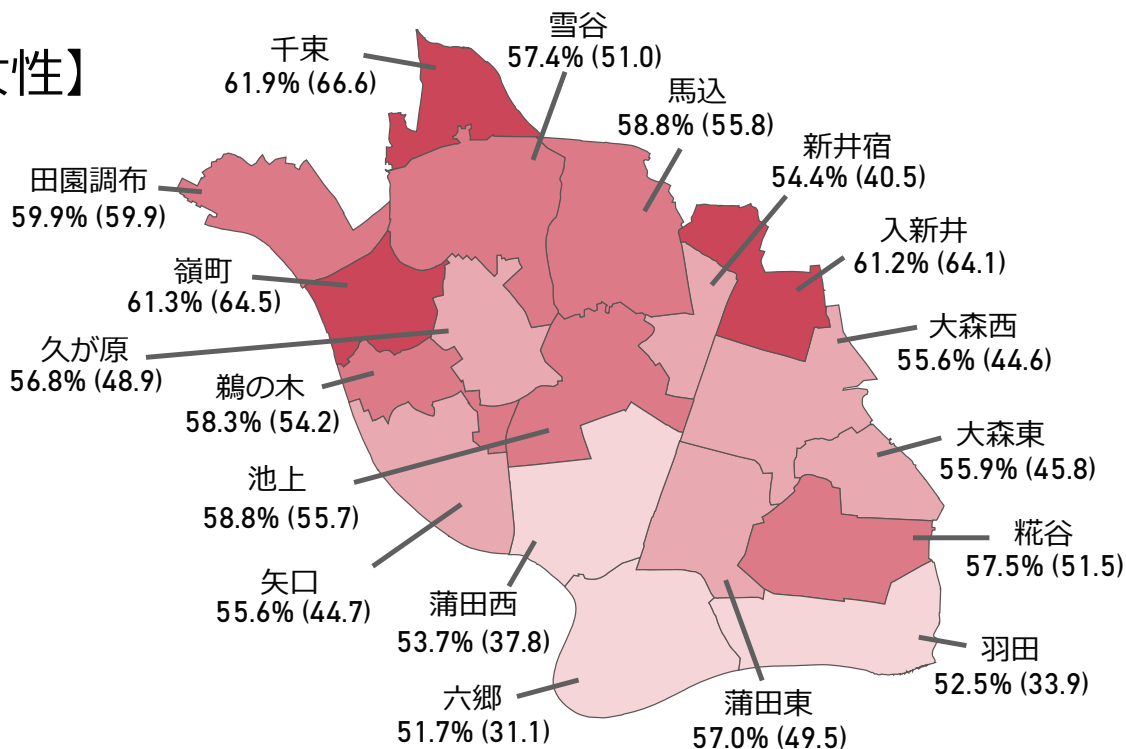 女性】
千束
61.9% (66.6)
雪谷
57.4% (51.0)
馬込
58.8% (55.8)
新井宿
54.4% (40.5)
田園調布
59.9% (59.9)
入新井
61.2% (64.1)
嶺町
61.3% (64.5)
大森西
55.6% (44.6)
久が原
56.8% (48.9)
鵜の木
58.3% (54.2)
大森東
55.9% (45.8)
池上
58.8% (55.7)
糀谷
57.5% (51.5)
矢口
55.6% (44.7)
蒲田西
53.7% (37.8)
羽田
52.5% (33.9)
六郷
51.7% (31.1)
蒲田東
57.0% (49.5)